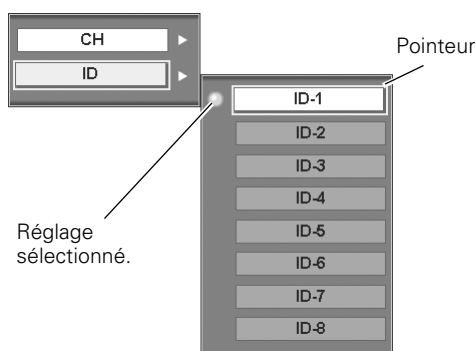 CH
Pointeur
ID
ID-1
ID-2
ID-3
ID-4
ID-5
ID-6
ID-7
ID-8
Réglage
sélectionné.